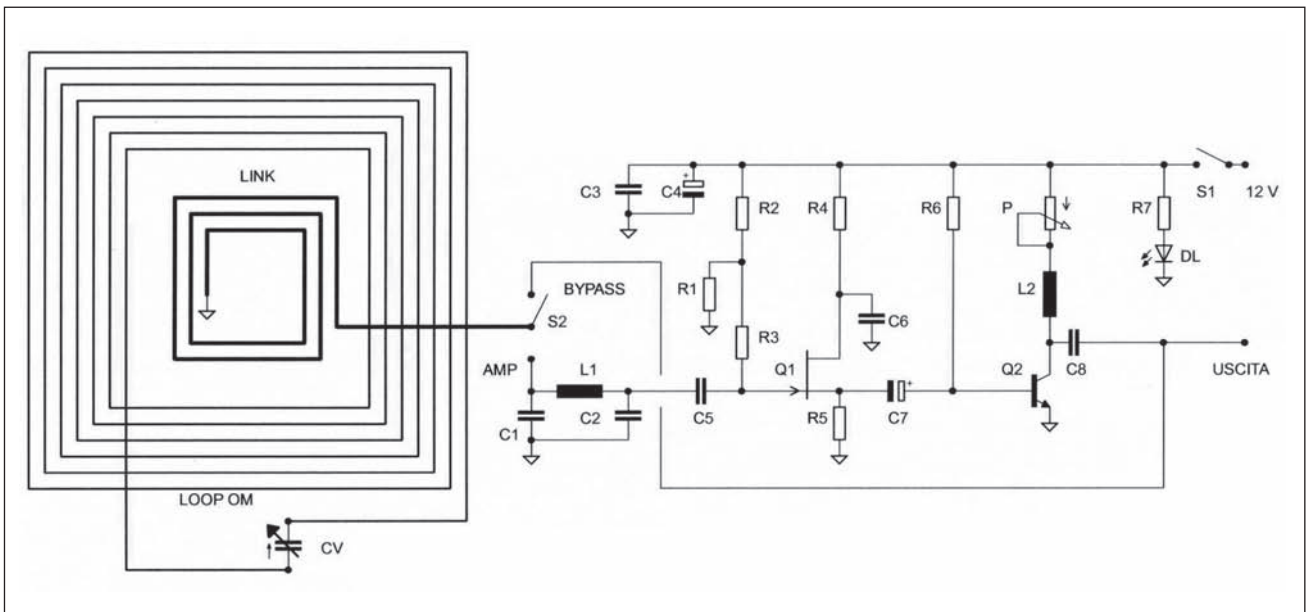 LINK
LOOP OM
CV
BYPASS
S2
AMP
L1
C1
C2
C3
C4
+
R2
R1
R3
C5
R4
C6
Q1
R5
C7
+
R6
P
L2
Q2
C8
R7
DL
S1
12 V
USCITA